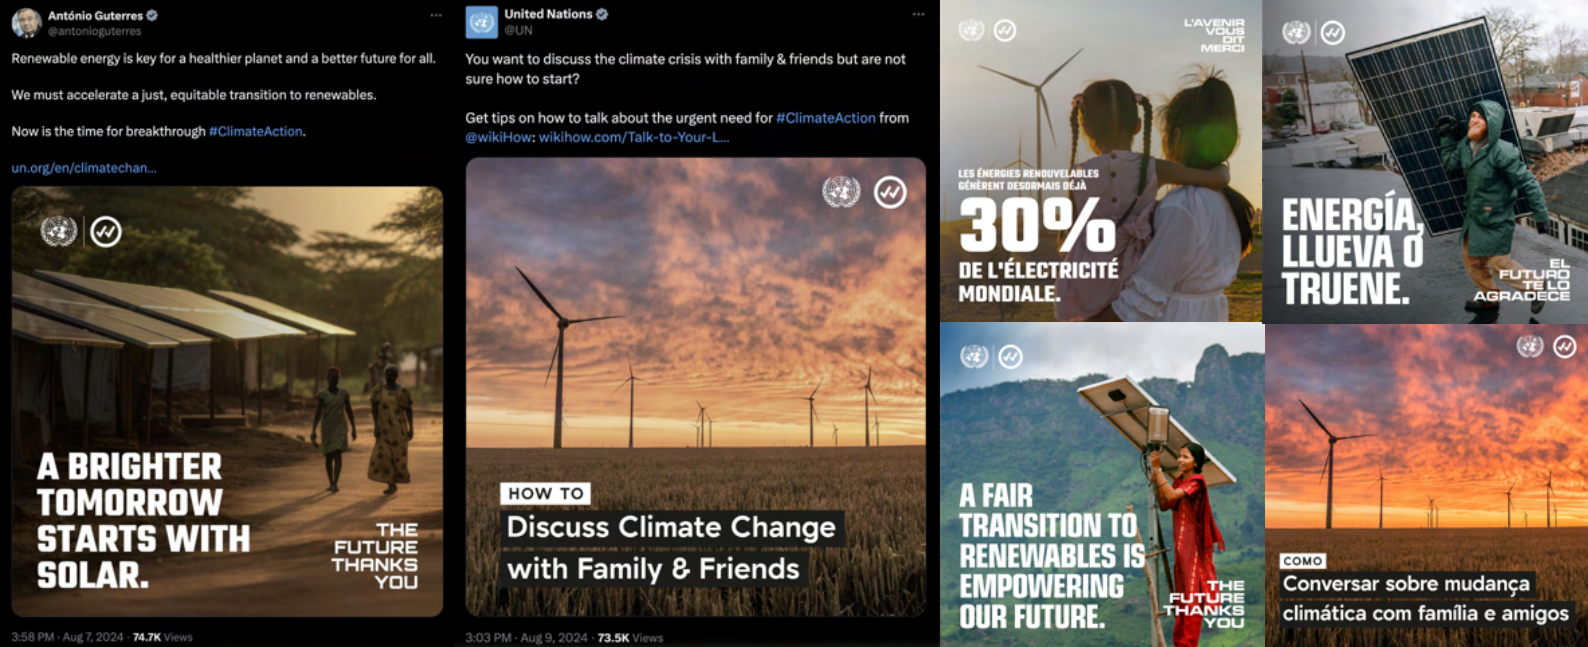 António Guterres
@antonioguterres
Renewable energy is key for a healthier planet and a better future for all.
We must accelerate a just, equitable transition to renewables.
Now is the time for breakthrough #ClimateAction.
un.org/en/climatechan...
A BRIGHTER
TOMORROW
STARTS WITH
SOLAR.
THE
FUTURE
THANKS
YOU
3:58 PM · Aug 7, 2024 · 74.7K Views
United Nations
@UN
You want to discuss the climate crisis with family & friends but are not
sure how to start?
Get tips on how to talk about the urgent need for #ClimateAction from
@wikiHow: wikihow.com/Talk-to-Your-L...
HOW TO
Discuss Climate Change
with Family & Friends
3:03 PM · Aug 9, 2024 · 73.5K Views
L'AVENIR
VOUS
DIT
MERCI
LES ÉNERGIES RENOUVELABLES
GÉNÈRENT DESORMAIS DÉJÀ
30%
DE L'ÉLECTRICITÉ
MONDIALE.
ENERGÍA,
LLUEVA O
TRUENE.
EL
FUTURO
TE LO
AGRADECE
A FAIR
TRANSITION TO
RENEWABLES IS
EMPOWERING
OUR FUTURE.
THE
FUTURE
THANKS
YOU
COMO
Conversar sobre mudança
climática com família e amigos